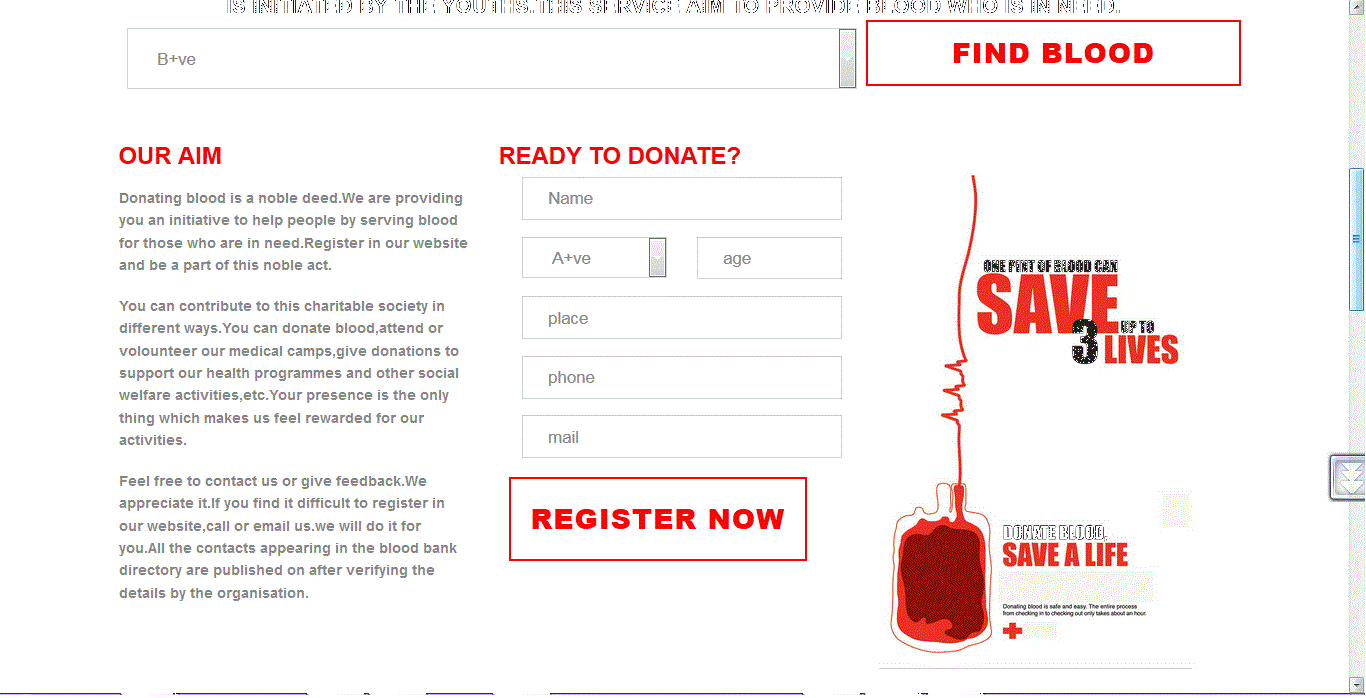 IS INITIATED BY THE YOUTHS.THIS SERVICE AIM TO PROVIDE BLOOD WHO IS IN NEED.
B+ve
FIND BLOOD
OUR AIM
Donating blood is a noble deed.We are providing
you an initiative to help people by serving blood
for those who are in need.Register in our website
and be a part of this noble act.
You can contribute to this charitable society in
different ways.You can donate blood,attend or
volounteer our medical camps,give donations to
support our health programmes and other social
welfare activities,etc.Your presence is the only
thing which makes us feel rewarded for our
activities.
Feel free to contact us or give feedback.We
appreciate it.If you find it difficult to register in
our website,call or email us.we will do it for
you.All the contacts appearing in the blood bank
directory are published on after verifying the
details by the organisation.
READY TO DONATE?
Name
A+ve
age
place
phone
mail
REGISTER NOW
ONE PINT OF BLOOD CAN
SAVE
3 UP TO
LIVES
DONATE BLOOD,
SAVE A LIFE
Donating blood is safe and easy. The entire process
from checking in to checking out only takes about an hour.